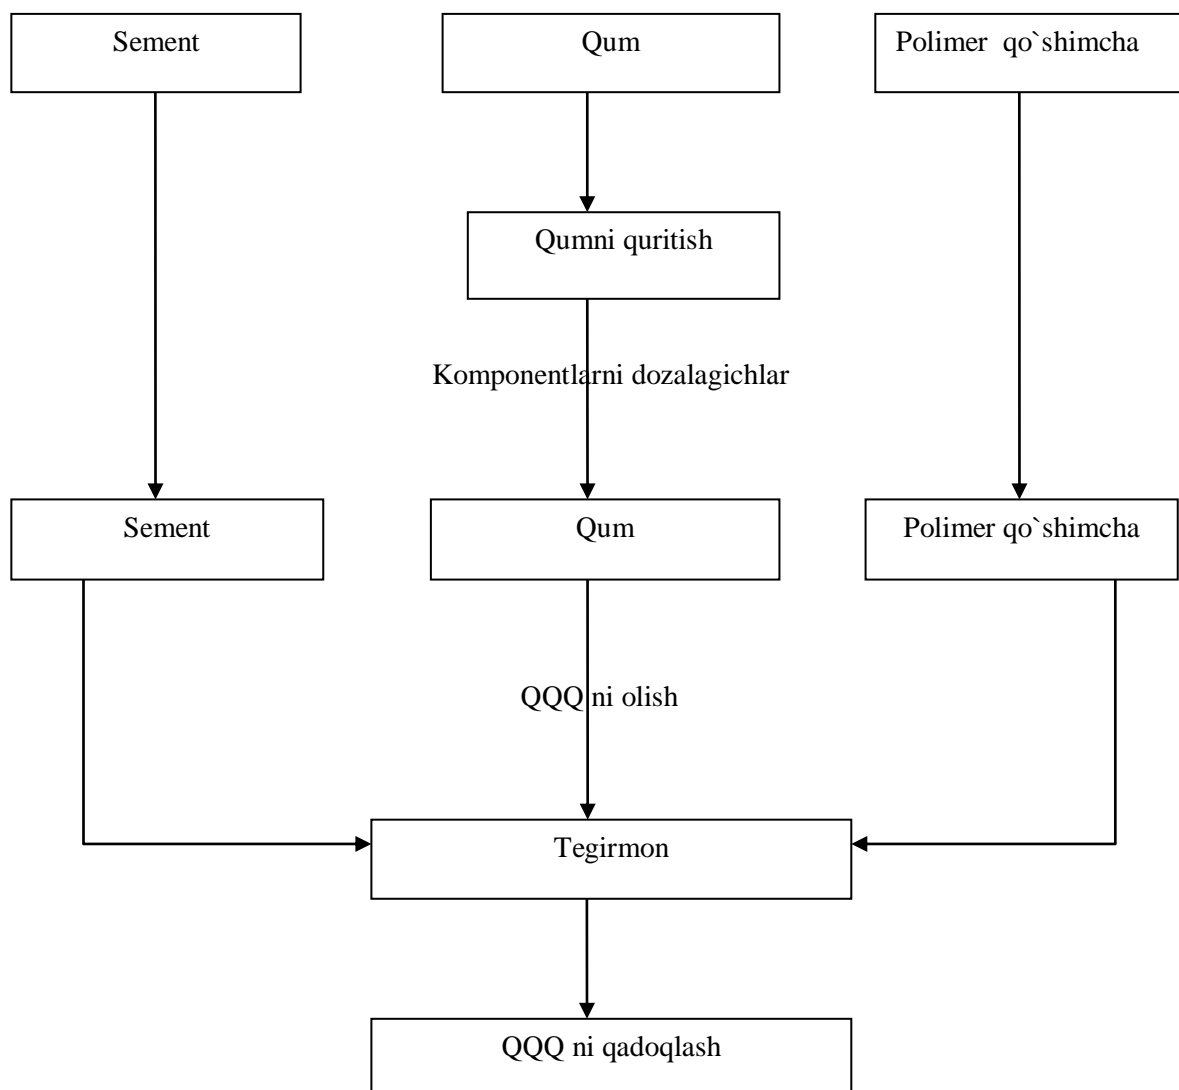 Sement
Qum
Polimer qo`shimcha
Qumni quritish
Komponentlarni dozalagichlar
Sement
Qum
Polimer qo`shimcha
QQQ ni olish
Tegirmon
QQQ ni qadoqlash